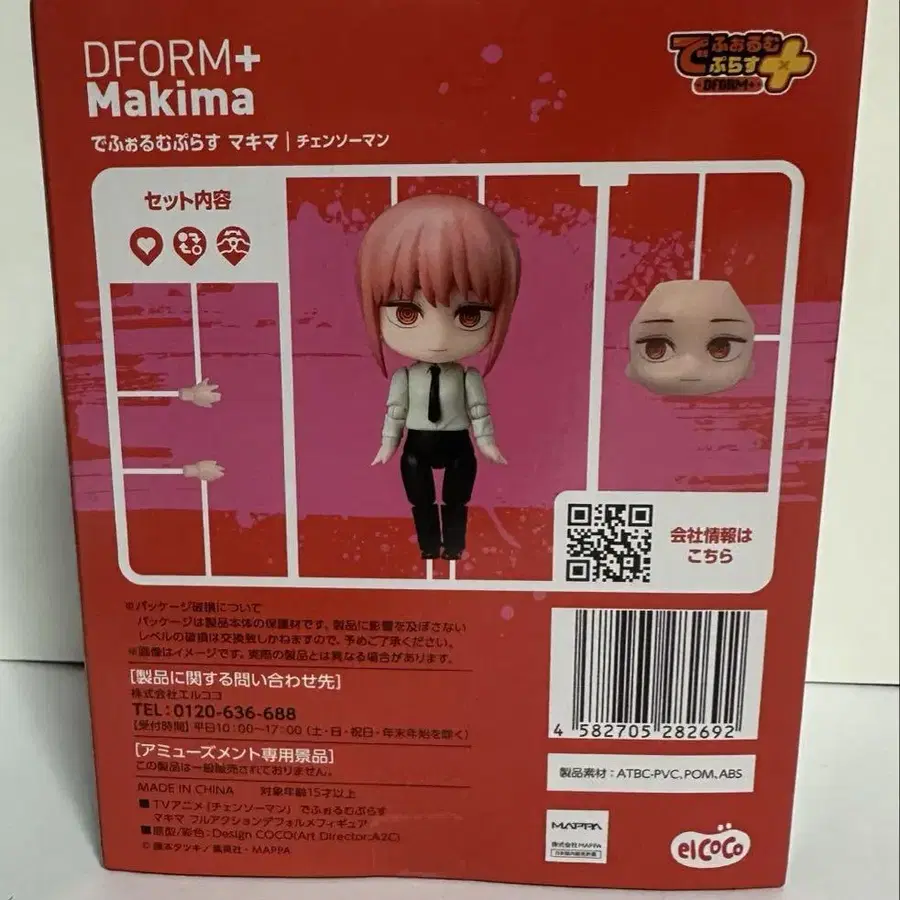 DFORM+
Makima
でふぉるむぷらす マキマ | チェンソーマン
でふぉるむ
ぷらす
DFORM+
セット内容
会社情報は
こちら
※パッケージ破損について
パッケージは製品本体の保護材です。製品に影響を及ぼさない
レベルの破損は交換致しかねますので、予めご了承ください。
※画像はイメージです。実際の製品とは異なる場合があります。
[製品に関する問い合わせ先]
株式会社エルココ
TEL:0120-636-688
【受付時間】平日10:00〜17:00（土・日・祝日・年末年始を除く）
[アミューズメント専用景品]
この製品は一般販売されておりません。
MADE IN CHINA 対象年齢15才以上
■TVアニメ『チェンソーマン』 でふぉるむぷらす
マキマ フルアクションデフォルメフィギュア
■原型/彩色:Design COCO(Art Director:A2C)
© 藤本タツキ／集英社・MAPPA
4 582705 282692
製品素材:ATBC-PVC,POM,ABS
MAPPA
株式会社MAPPA
elCoCo